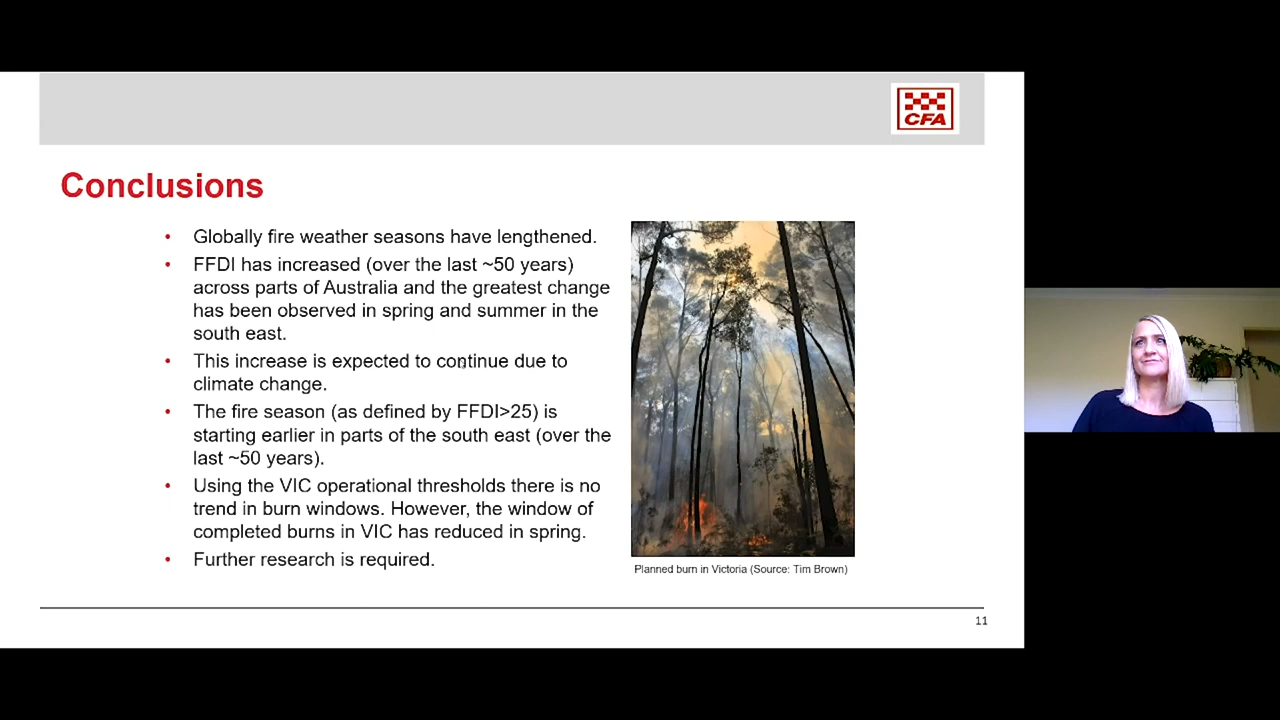 CFA
Conclusions
• Globally fire weather seasons have lengthened.
• FFDI has increased (over the last ~50 years)
across parts of Australia and the greatest change
has been observed in spring and summer in the
south east.
• This increase is expected to continue due to
climate change.
• The fire season (as defined by FFDI>25) is
starting earlier in parts of the south east (over the
last ~50 years).
• Using the VIC operational thresholds there is no
trend in burn windows. However, the window of
completed burns in VIC has reduced in spring.
• Further research is required.
Planned burn in Victoria (Source: Tim Brown)
11